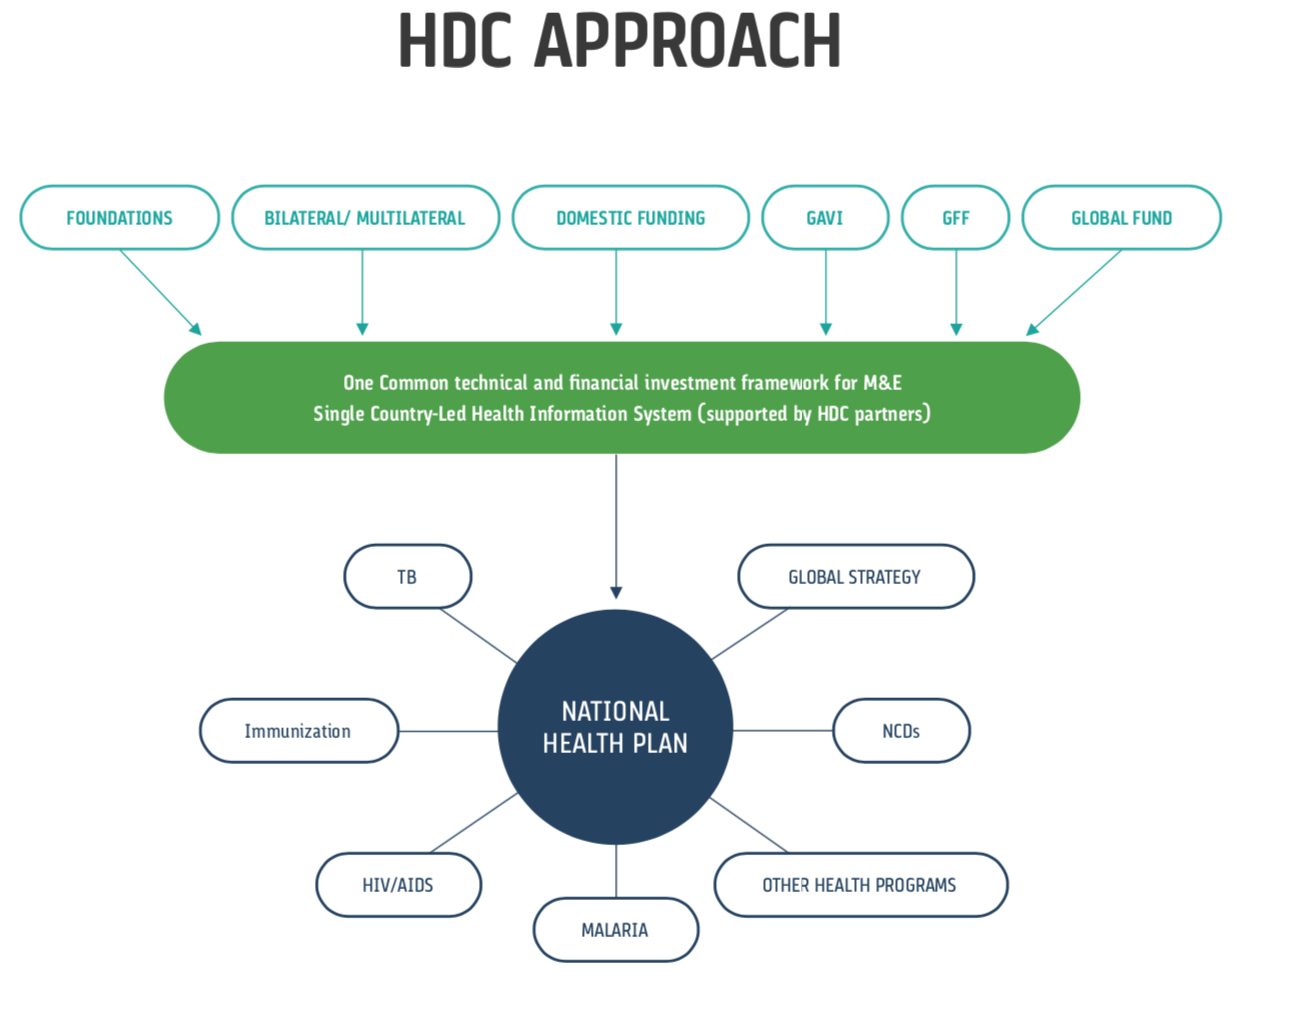 HDC APPROACH
FOUNDATIONS
BILATERAL/ MULTILATERAL
DOMESTIC FUNDING
GAVI
GFF
GLOBAL FUND
One Common technical and financial investment framework for M&E
Single Country-Led Health Information System (supported by HDC partners)
TB
GLOBAL STRATEGY
Immunization
NATIONAL
HEALTH PLAN
NCDs
HIV/AIDS
MALARIA
OTHER HEALTH PROGRAMS